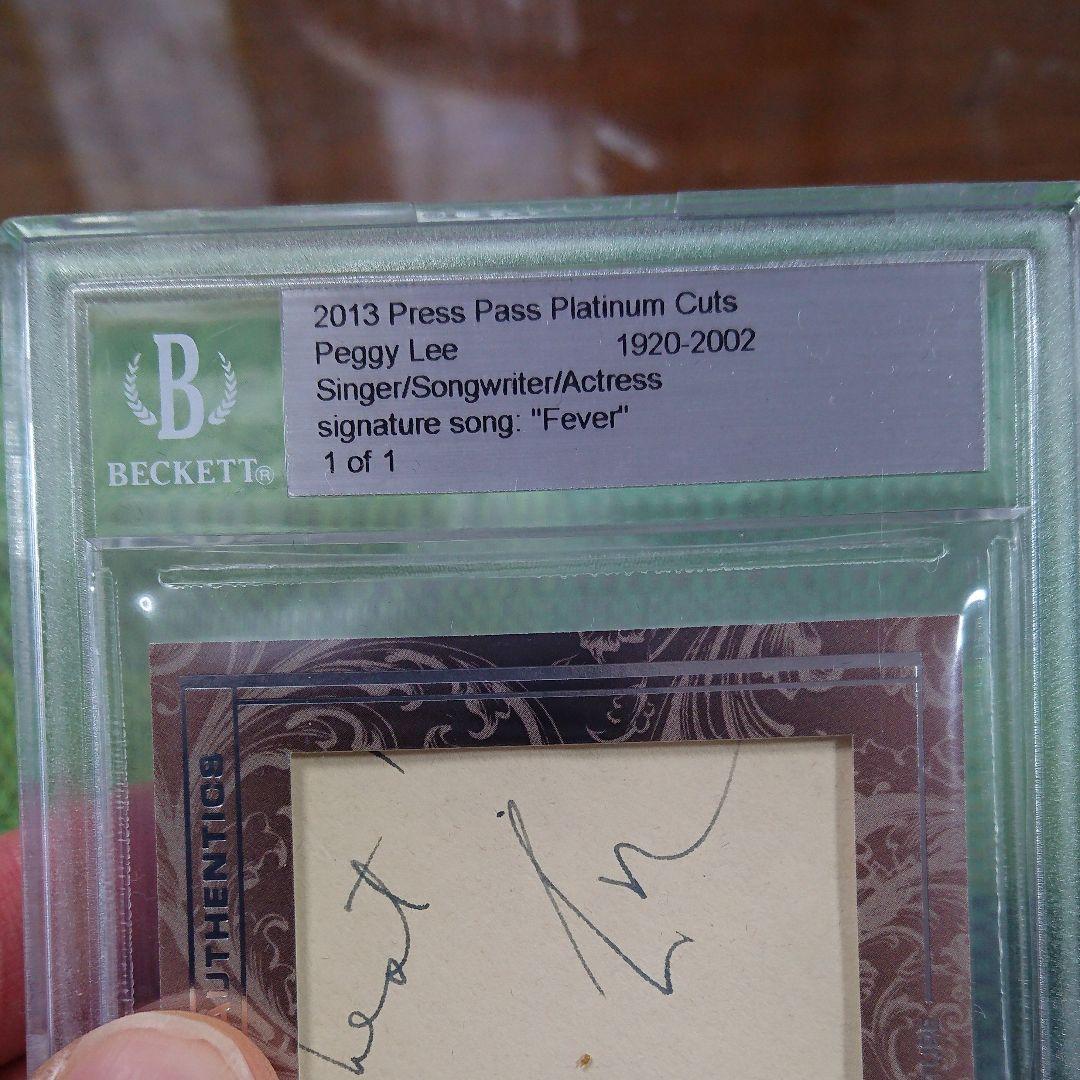 2013 Press Pass Platinum Cuts
Peggy Lee 1920-2002
Singer/Songwriter/Actress
signature song: "Fever"
1 of 1
B
BECKETT®
UTHENTICS